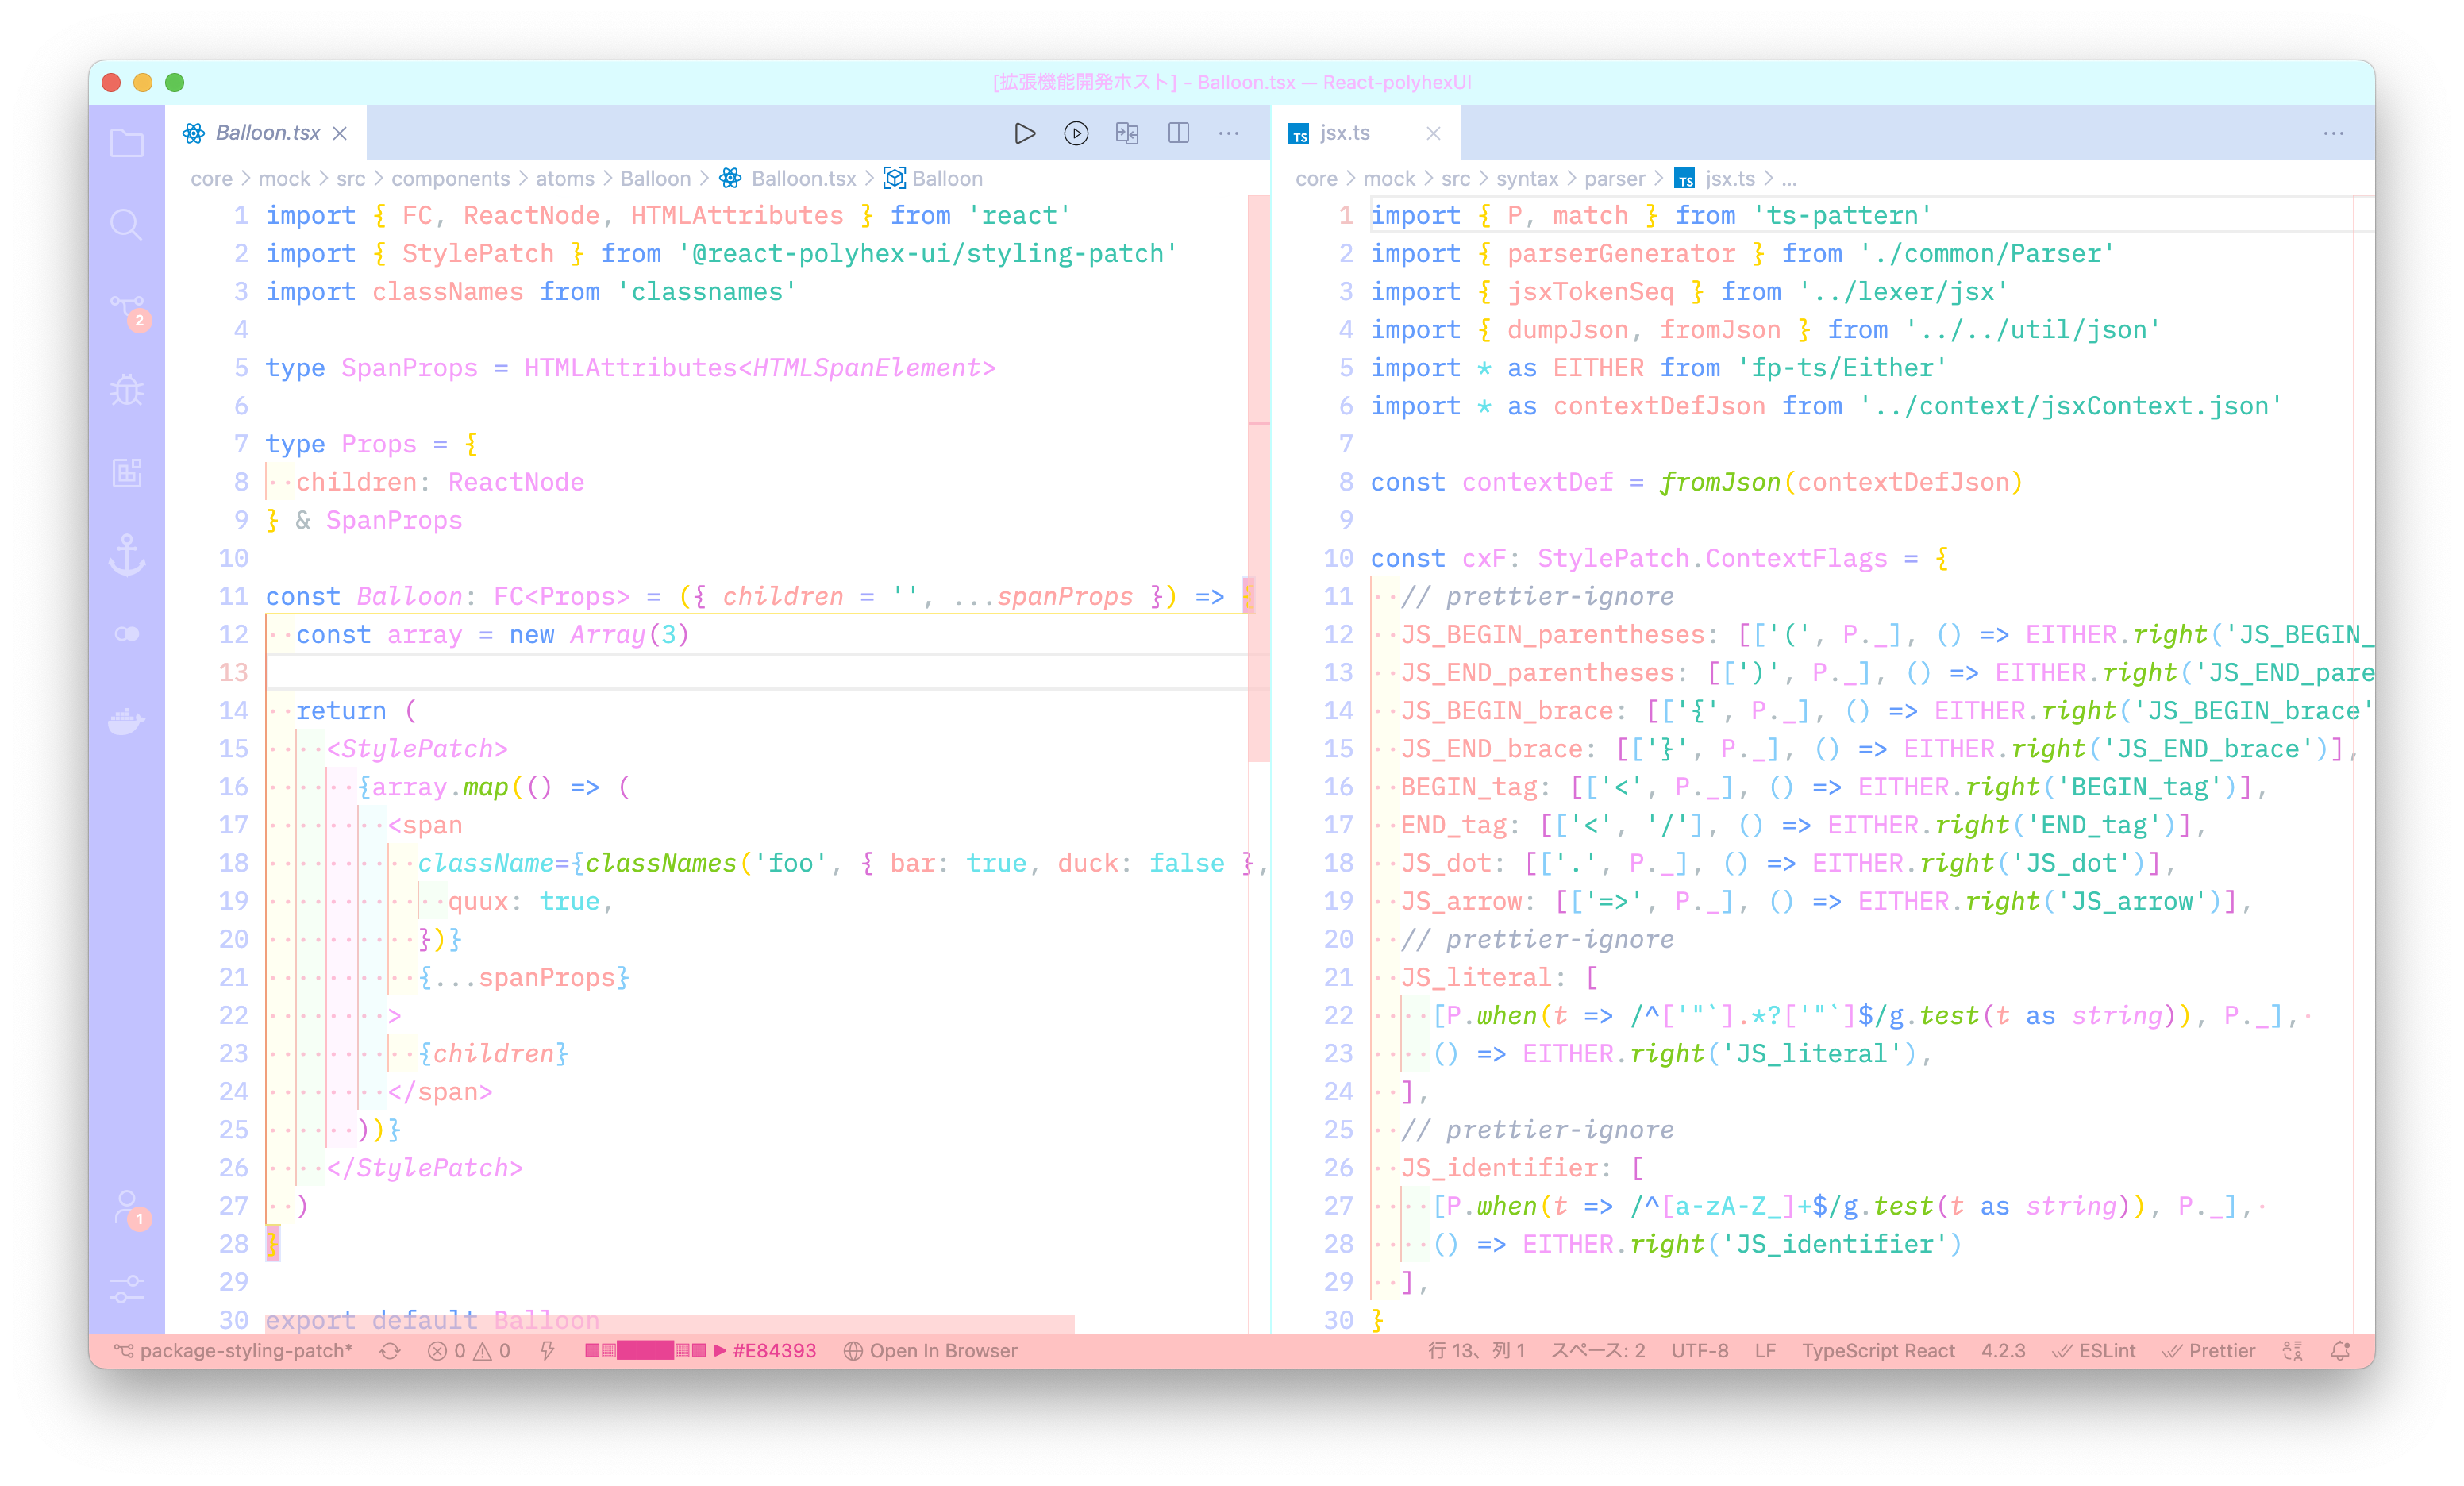 [拡張機能開発ホスト] - Balloon.tsx — React-polyhexUI
Balloon.tsx
core > mock > src > components > atoms > Balloon > Balloon.tsx > Balloon
1 import { FC, ReactNode, HTMLAttributes } from 'react'
2 import { StylePatch } from '@react-polyhex-ui/styling-patch'
3 import classNames from 'classnames'
4
5 type SpanProps = HTMLAttributes<HTMLSpanElement>
6
7 type Props = {
8 children: ReactNode
9 } & SpanProps
10
11 const Balloon: FC<Props> = ({ children = '', ...spanProps }) => {
12 const array = new Array(3)
13
14 return (
15 <StylePatch>
16 {array.map(() => (
17 <span
18 className={classNames('foo', { bar: true, duck: false },
19 quux: true,
20 })}
21 {...spanProps}
22 >
23 {children}
24 </span>
25 ))}
26 </StylePatch>
27 )
28 }
29
30 export default Balloon
TS jsx.ts
core > mock > src > syntax > parser > TS jsx.ts > ...
1 import { P, match } from 'ts-pattern'
2 import { parserGenerator } from './common/Parser'
3 import { jsxTokenSeq } from '../lexer/jsx'
4 import { dumpJson, fromJson } from '../../util/json'
5 import * as EITHER from 'fp-ts/Either'
6 import * as contextDefJson from '../context/jsxContext.json'
7
8 const contextDef = fromJson(contextDefJson)
9
10 const cxF: StylePatch.ContextFlags = {
11 // prettier-ignore
12 JS_BEGIN_parentheses: [['(', P._], () => EITHER.right('JS_BEGIN_
13 JS_END_parentheses: [[')', P._], () => EITHER.right('JS_END_pare
14 JS_BEGIN_brace: [['{', P._], () => EITHER.right('JS_BEGIN_brace'
15 JS_END_brace: [['}', P._], () => EITHER.right('JS_END_brace')],
16 BEGIN_tag: [['<', P._], () => EITHER.right('BEGIN_tag')],
17 END_tag: [['<', '/'], () => EITHER.right('END_tag')],
18 JS_dot: [['.', P._], () => EITHER.right('JS_dot')],
19 JS_arrow: [['=>', P._], () => EITHER.right('JS_arrow')],
20 // prettier-ignore
21 JS_literal: [
22 [P.when(t => /^['"`].*?['"`]$/g.test(t as string)), P._],
23 () => EITHER.right('JS_literal'),
24 ],
25 // prettier-ignore
26 JS_identifier: [
27 [P.when(t => /^[a-zA-Z_]+$/g.test(t as string)), P._],
28 () => EITHER.right('JS_identifier')
29 ],
30 }
2
1
package-styling-patch* 0 0 #E84393 Open In Browser 行 13、列 1 スペース: 2 UTF-8 LF TypeScript React 4.2.3 ESLint Prettier